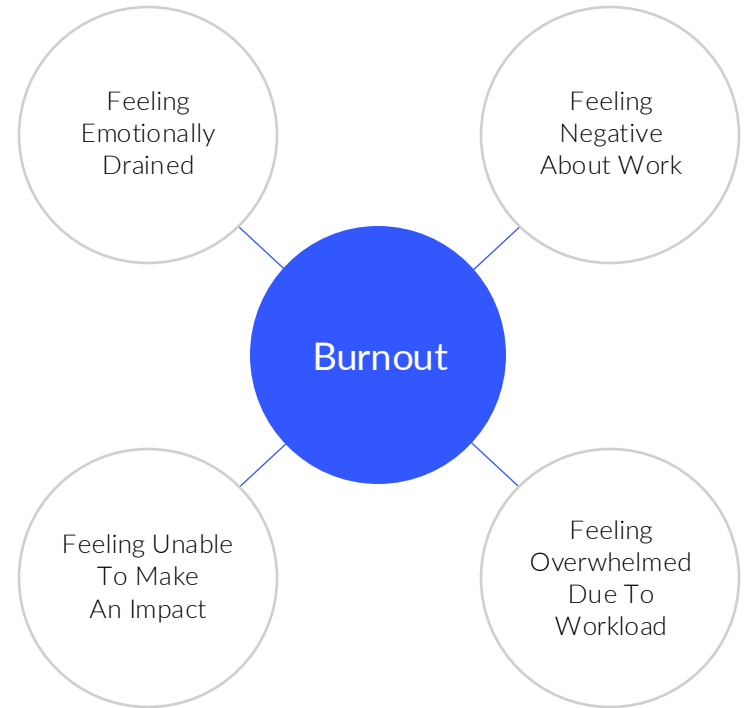 Feeling
Emotionally
Drained
Feeling
Negative
About Work
Burnout
Feeling Unable
To Make
An Impact
Feeling
Overwhelmed
Due To
Workload